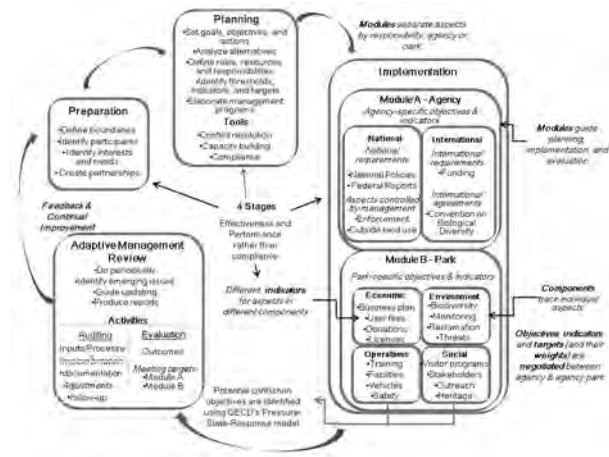 Planning
•Set goals, objectives, and
actions
•Analyze alternatives
•Define roles, resources
and responsibilities
•Identify thresholds,
indicators, and targets
•Elaborate management
programs
Tools
•Conflict resolution
•Capacity building
•Compliance
Modules separate aspects
by responsibility, agency or
park.
Preparation
•Define boundaries
•Identify participants
•Identify interests
and needs
•Create partnerships
Implementation
Module A - Agency
Agency-specific objectives &
indicators
National
National
requirements
•National Policies
•Federal Reports
Aspects controlled
by management
•Enforcement
•Outside land use
International
International
requirements
•Funding
International
agreements
•Convention on
Biological
Diversity
Modules guide
planning,
implementation, and
evaluation
4 Stages
Effectiveness and
Performance
rather than
compliance
Feedback &
Continual
Improvement
Adaptive Management
Review
•Do periodically
•Identify emerging issues
•Guide updating
•Produce reports
Activities
Auditing
Inputs/Processes
Implementation
•Documentation
Adjustments
•Follow-up
Evaluation
Outcomes
Meeting targets
•Module A
•Module B
Different indicators
for aspects in
different components
Module B - Park
Park-specific objectives & indicators
Economic
•Business plan
•User fees
•Donations
•Licenses
Environment
•Biodiversity
•Monitoring
•Reclamation
•Threats
Operations
•Training
•Facilities
•Vehicles
•Safety
Social
•Visitor programs
•Stakeholders
•Outreach
•Heritage
Components
track individual
aspects
Objectives, indicators
and targets (and their
weights) are
negotiated between
agency & agency park.
Potential conflict on
objectives are identified
using OECD's Pressure-
State-Response model